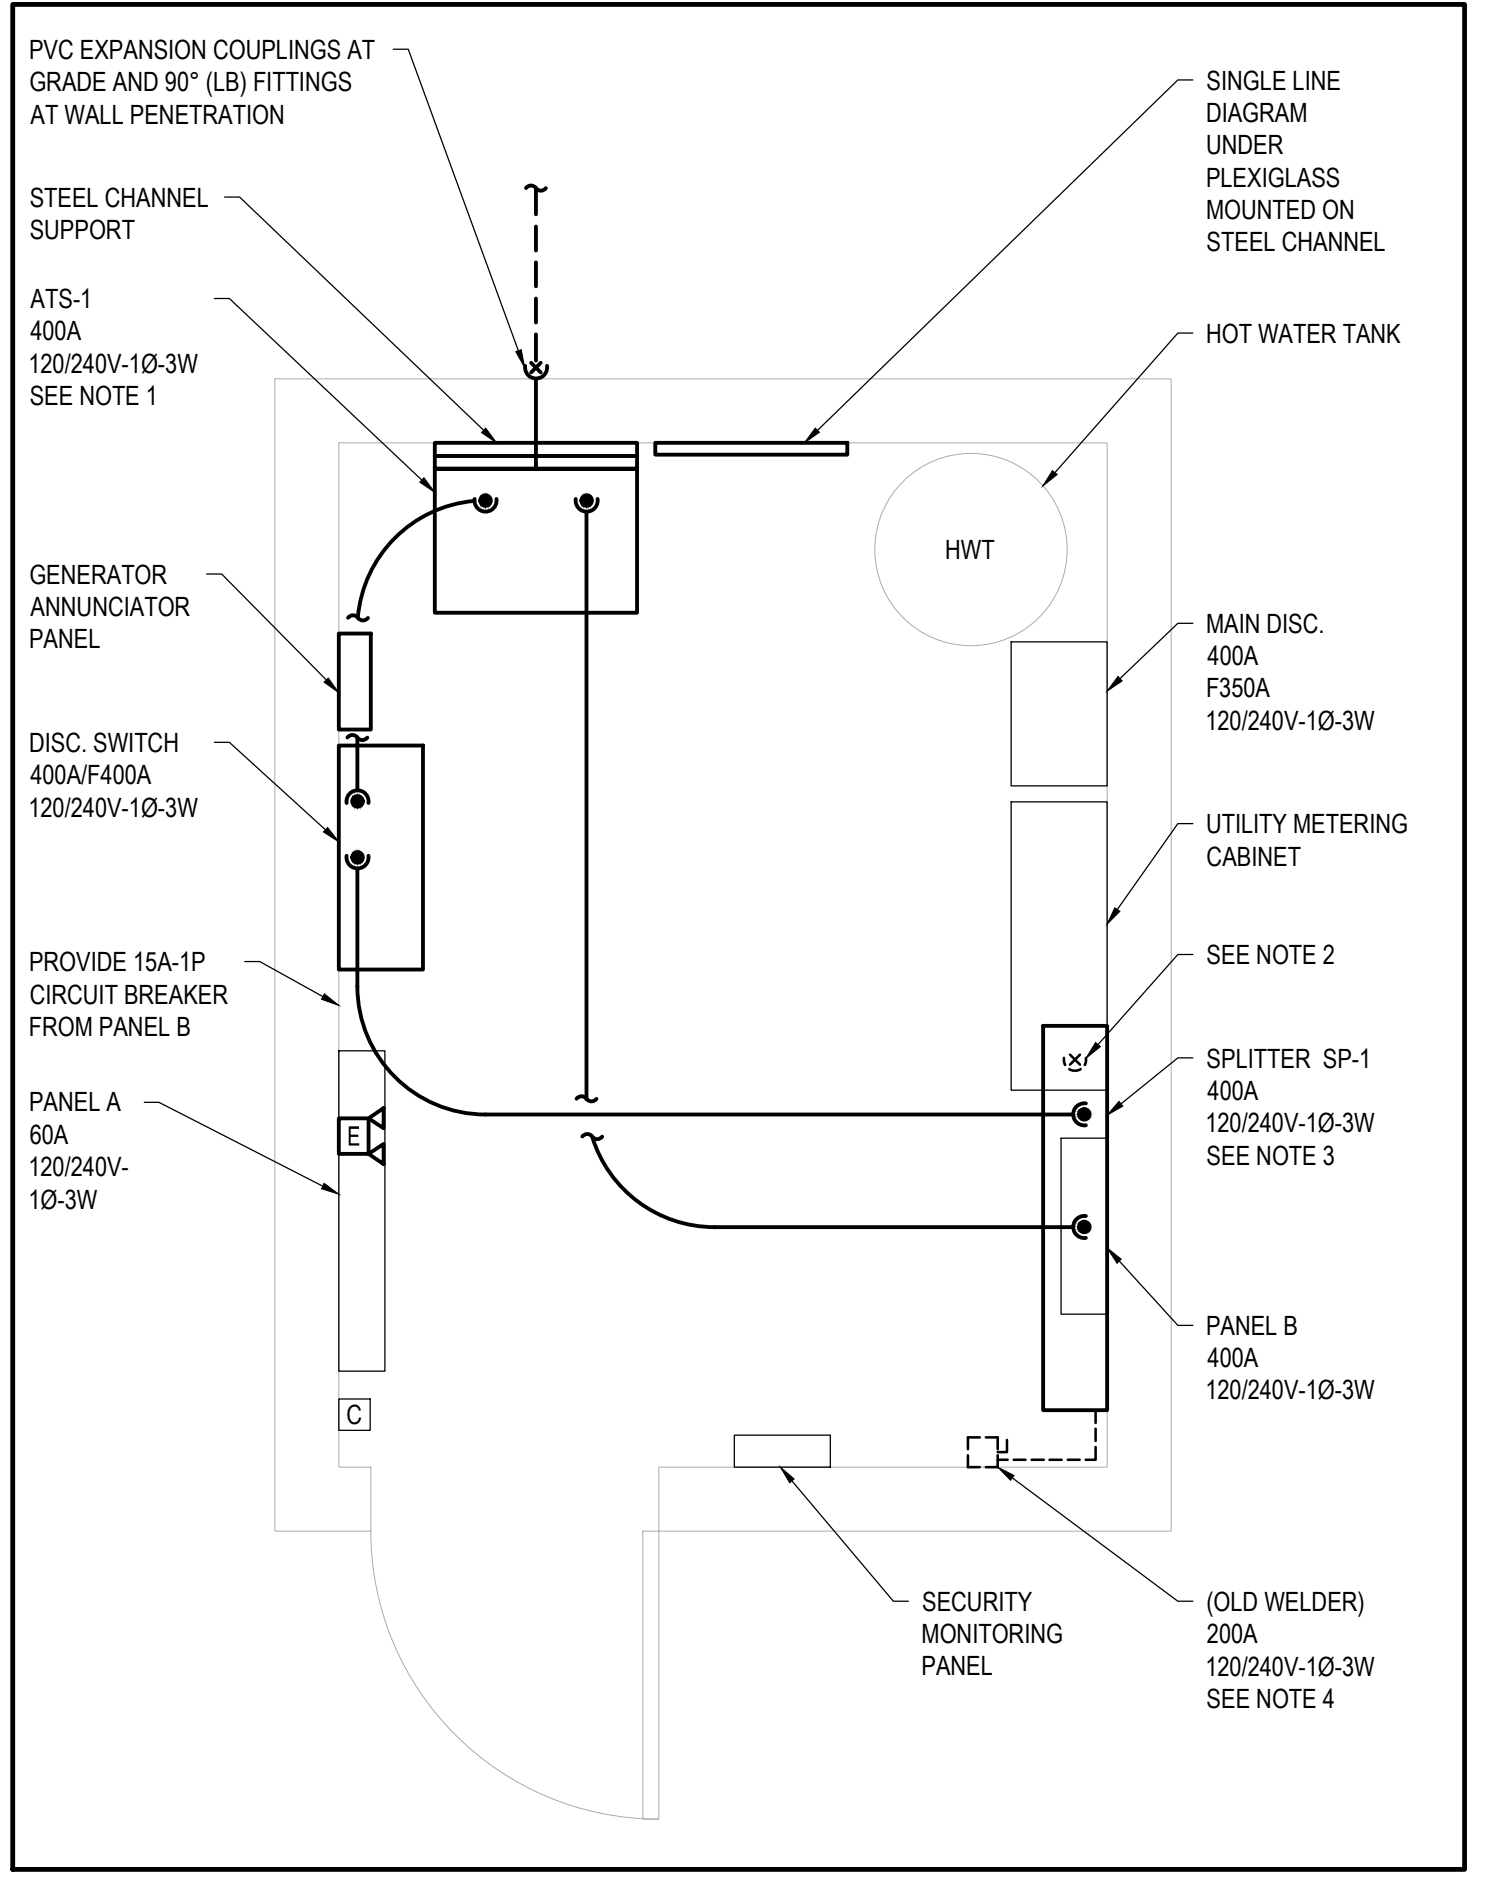 PVC EXPANSION COUPLINGS AT
GRADE AND 90° (LB) FITTINGS
AT WALL PENETRATION
STEEL CHANNEL
SUPPORT
ATS-1
400A
120/240V-1Ø-3W
SEE NOTE 1
GENERATOR
ANNUNCIATOR
PANEL
DISC. SWITCH
400A/F400A
120/240V-1Ø-3W
PROVIDE 15A-1P
CIRCUIT BREAKER
FROM PANEL B
PANEL A
60A
120/240V-
1Ø-3W
E
C
HWT
SINGLE LINE
DIAGRAM
UNDER
PLEXIGLASS
MOUNTED ON
STEEL CHANNEL
HOT WATER TANK
MAIN DISC.
400A
F350A
120/240V-1Ø-3W
UTILITY METERING
CABINET
SEE NOTE 2
SPLITTER SP-1
400A
120/240V-1Ø-3W
SEE NOTE 3
PANEL B
400A
120/240V-1Ø-3W
SECURITY
MONITORING
PANEL
(OLD WELDER)
200A
120/240V-1Ø-3W
SEE NOTE 4